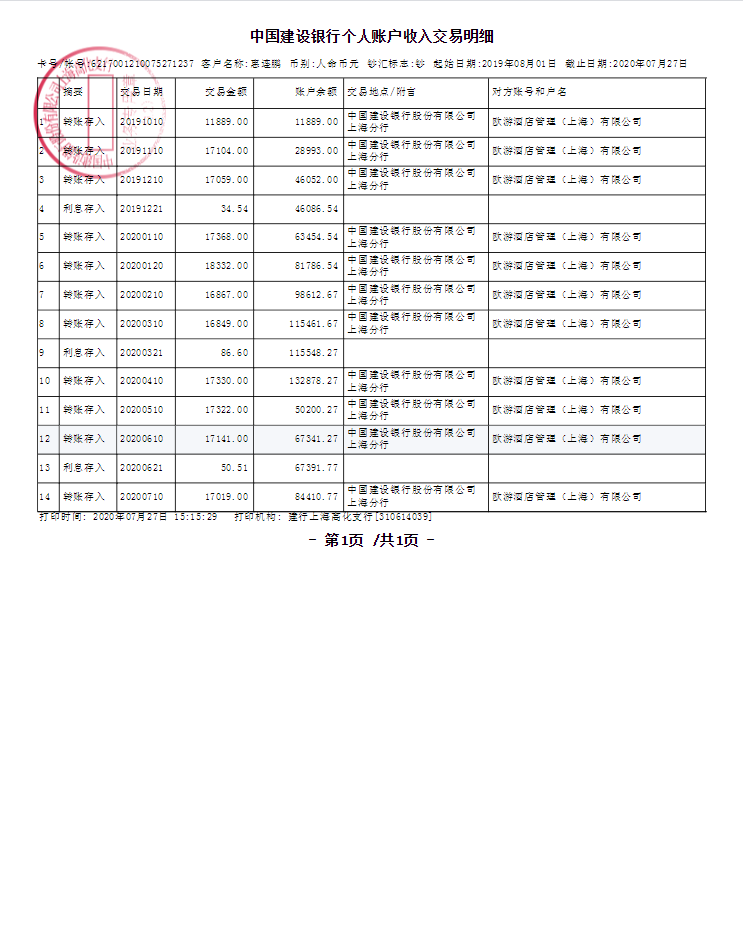 中国建设银行个人账户收入交易明细
卡号/账号:6217001210075271237 客户名称:惠连鹏 币别:人命币元 钞汇标志:钞 起始日期:2019年08月01日 截止日期:2020年07月27日
摘要 交易日期 交易金额 账户余额 交易地点/附言 对方账号和户名
1 转账存入 20191010 11889.00 11889.00 中国建设银行股份有限公司上海分行 欧游酒店管理（上海）有限公司
2 转账存入 20191110 17104.00 28993.00 中国建设银行股份有限公司上海分行 欧游酒店管理（上海）有限公司
3 转账存入 20191210 17059.00 46052.00 中国建设银行股份有限公司上海分行 欧游酒店管理（上海）有限公司
4 利息存入 20191221 34.54 46086.54
5 转账存入 20200110 17368.00 63454.54 中国建设银行股份有限公司上海分行 欧游酒店管理（上海）有限公司
6 转账存入 20200120 18332.00 81786.54 中国建设银行股份有限公司上海分行 欧游酒店管理（上海）有限公司
7 转账存入 20200210 16867.00 98612.67 中国建设银行股份有限公司上海分行 欧游酒店管理（上海）有限公司
8 转账存入 20200310 16849.00 115461.67 中国建设银行股份有限公司上海分行 欧游酒店管理（上海）有限公司
9 利息存入 20200321 86.60 115548.27
10 转账存入 20200410 17330.00 132878.27 中国建设银行股份有限公司上海分行 欧游酒店管理（上海）有限公司
11 转账存入 20200510 17322.00 50200.27 中国建设银行股份有限公司上海分行 欧游酒店管理（上海）有限公司
12 转账存入 20200610 17141.00 67341.27 中国建设银行股份有限公司上海分行 欧游酒店管理（上海）有限公司
13 利息存入 20200621 50.51 67391.77
14 转账存入 20200710 17019.00 84410.77 中国建设银行股份有限公司上海分行 欧游酒店管理（上海）有限公司
打印时间: 2020年07月27日 15:15:29 打印机构: 建行上海高化支行[310614039]
- 第1页 /共1页 -